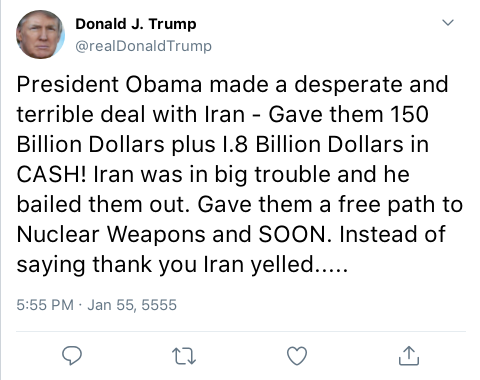 Donald J. Trump
@realDonaldTrump
President Obama made a desperate and
terrible deal with Iran - Gave them 150
Billion Dollars plus I.8 Billion Dollars in
CASH! Iran was in big trouble and he
bailed them out. Gave them a free path to
Nuclear Weapons and SOON. Instead of
saying thank you Iran yelled.....
5:55 PM · Jan 55, 5555